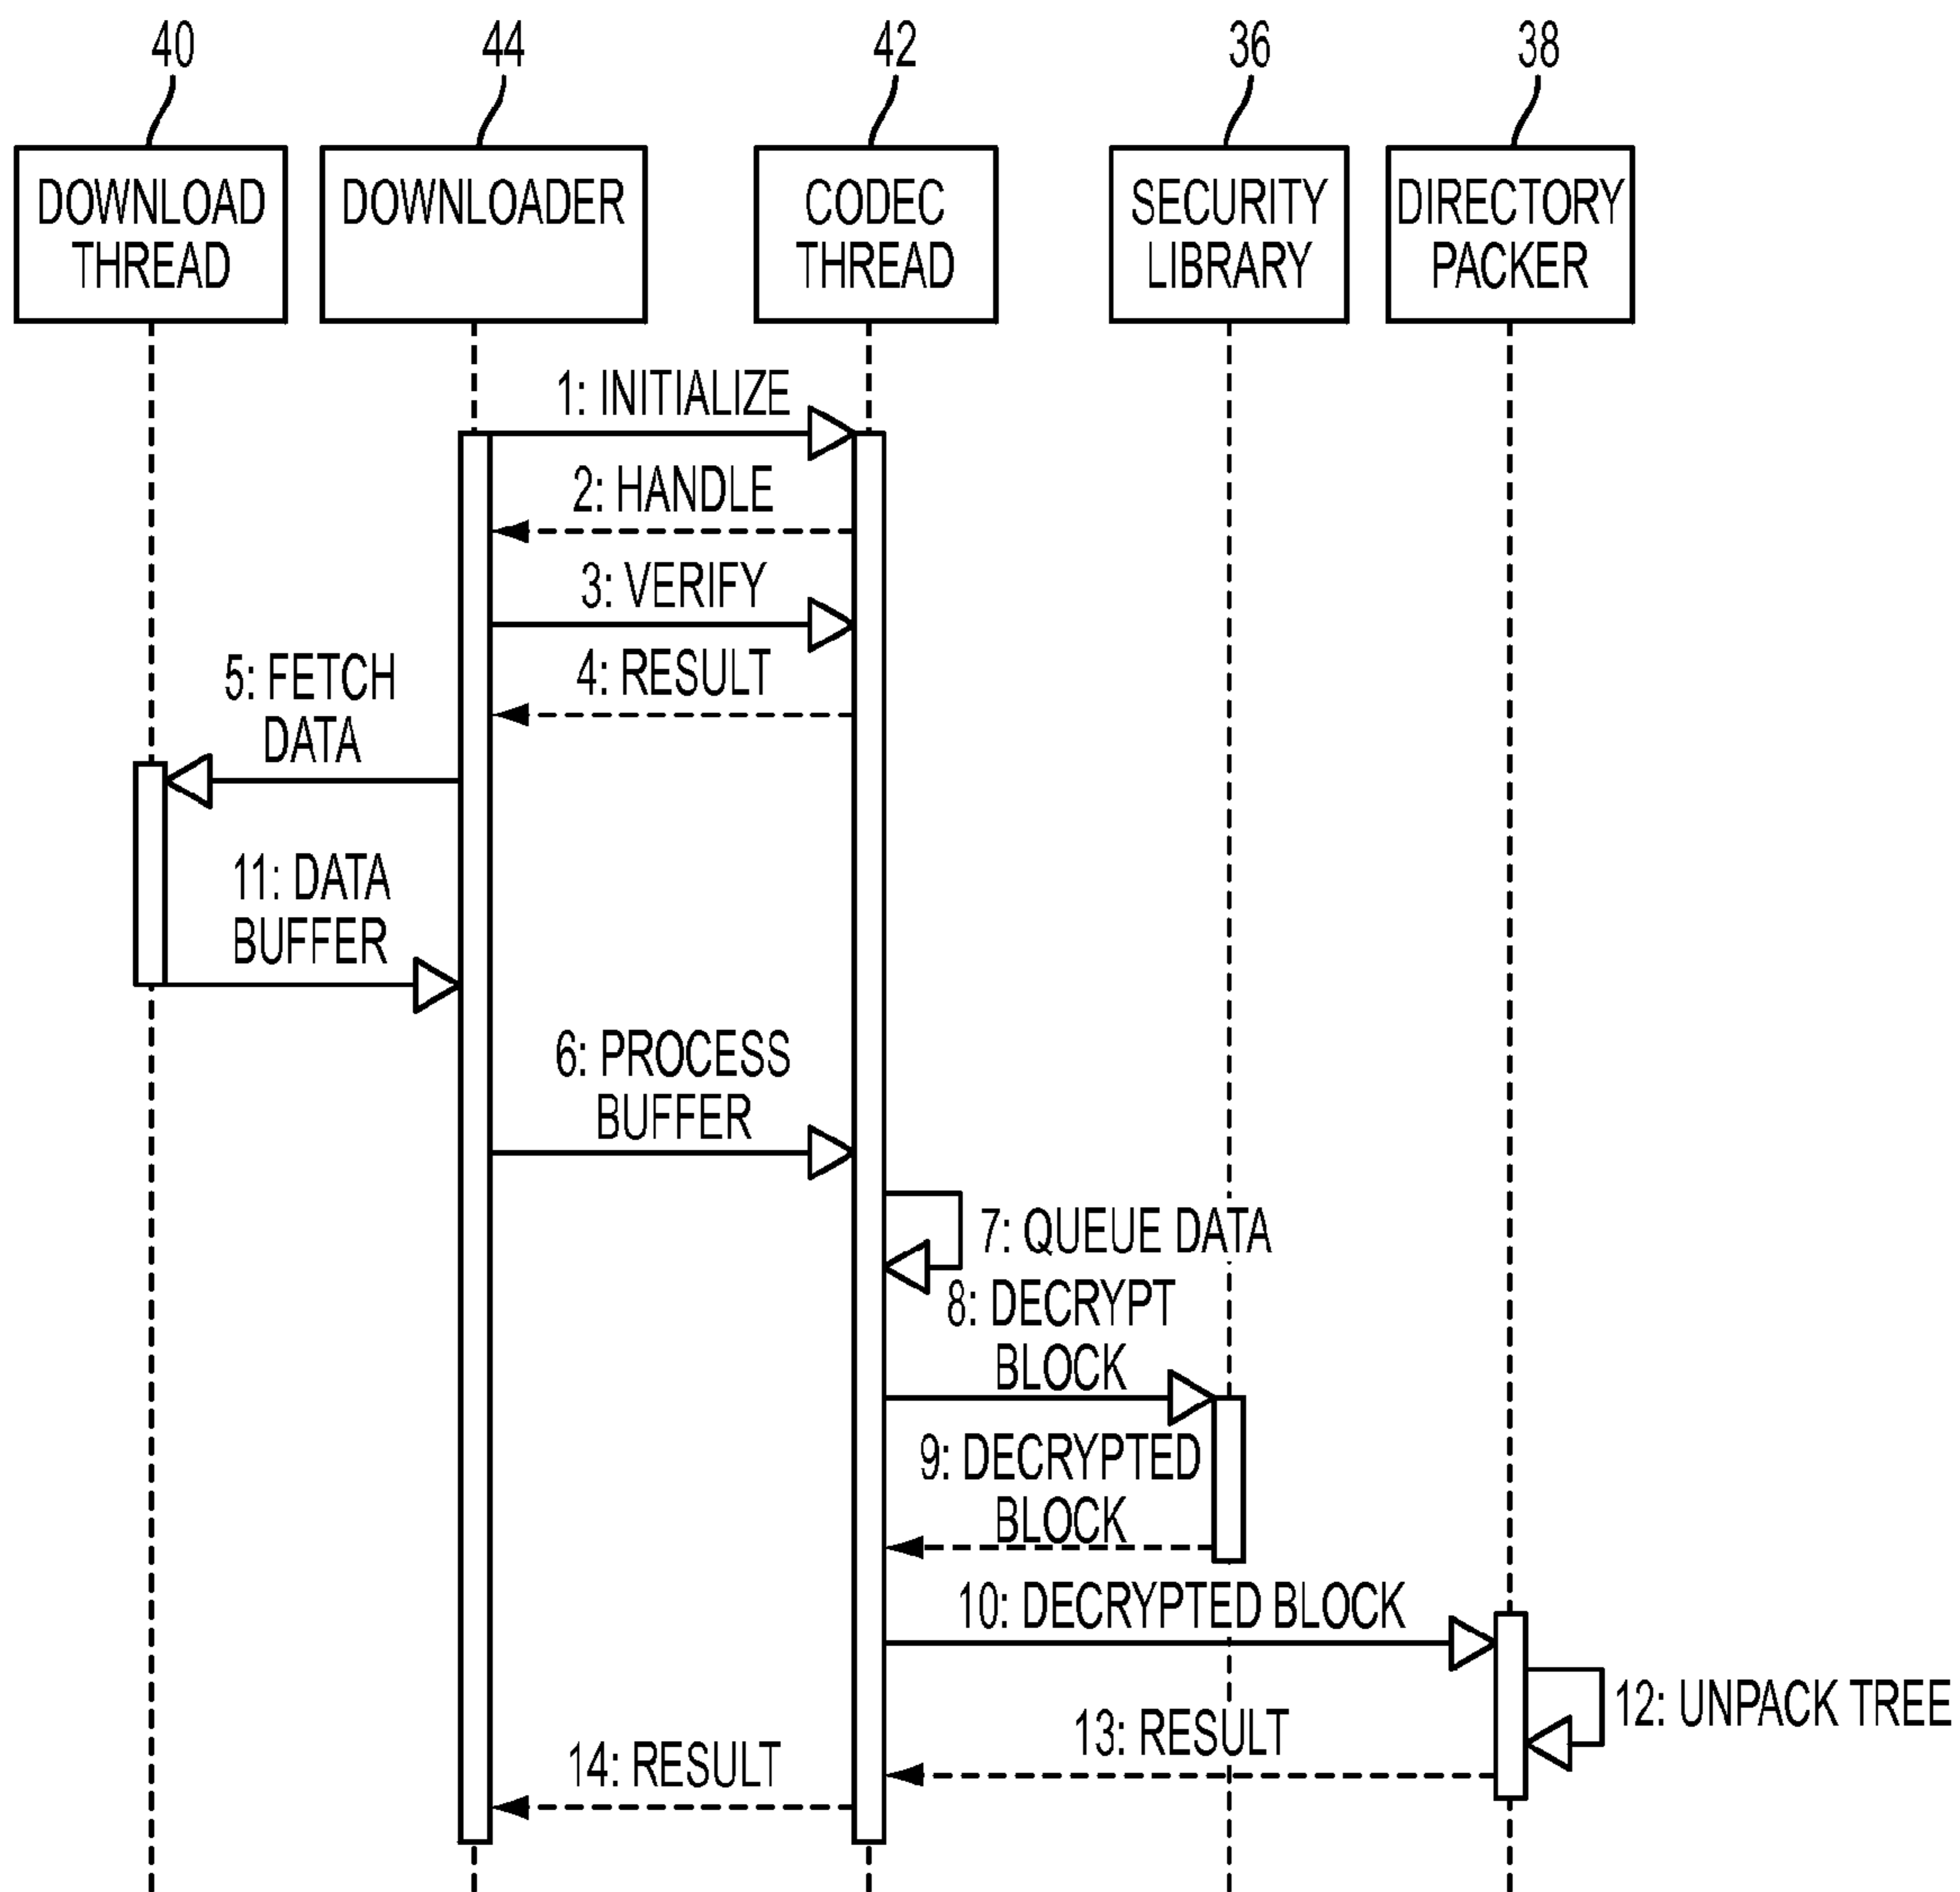 40
44
42
36
38
DOWNLOAD
THREAD
DOWNLOADER
CODEC
THREAD
SECURITY
LIBRARY
DIRECTORY
PACKER
1: INITIALIZE
2: HANDLE
3: VERIFY
4: RESULT
5: FETCH
DATA
11: DATA
BUFFER
6: PROCESS
BUFFER
7: QUEUE DATA
8: DECRYPT
BLOCK
9: DECRYPTED
BLOCK
10: DECRYPTED BLOCK
12: UNPACK TREE
13: RESULT
14: RESULT